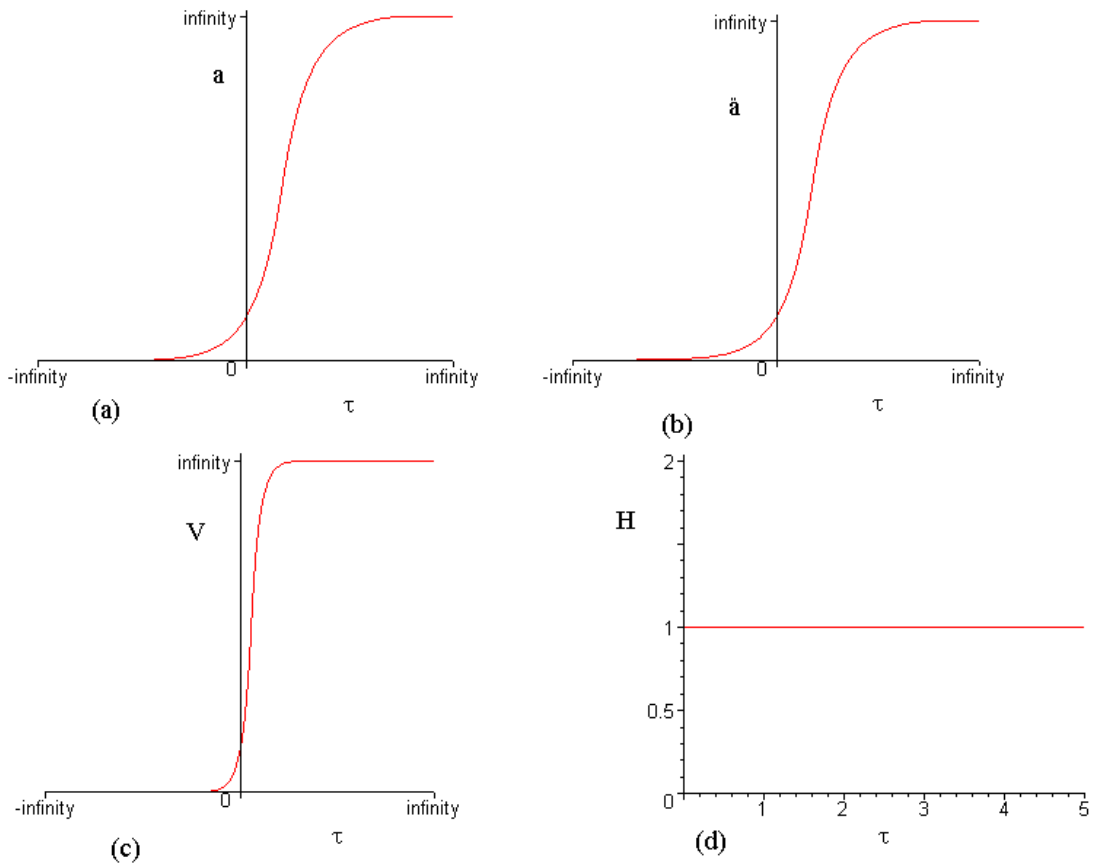 infinity
a
-infinity
0
infinity
τ
(a)
infinity
ä
-infinity
0
infinity
τ
(b)
infinity
V
-infinity
0
infinity
τ
(c)
2
H
1
0.5
0
1 2 3 4 5
τ
(d)